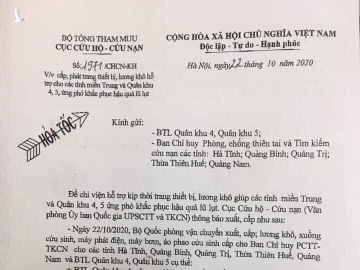 BỘ TỔNG THAM MƯU
CỤC CỨU HỘ - CỨU NẠN
CỘNG HÒA XÃ HỘI CHỦ NGHĨA VIỆT NAM
Độc lập - Tự do - Hạnh phúc
Số: 1971/CHCN-KH
Hà Nội, ngày 22 tháng 10 năm 2020
V/v cấp, phát trang thiết bị, lương khô hỗ
trợ cho các tỉnh miền Trung và Quân khu
4, 5, ứng phó khắc phục hậu quả lũ lụt
HỎA TỐC
Kính gửi:
- BTL Quân khu 4, Quân khu 5;
- Ban Chỉ huy Phòng, chống thiên tai và Tìm kiếm
cứu nạn các tỉnh: Hà Tĩnh; Quảng Bình; Quảng Trị;
Thừa Thiên Huế; Quảng Nam.
Để chi viện hỗ trợ kịp thời trang thiết bị, lương khô giúp các tỉnh miền Trung
và Quân khu 4, 5 ứng phó khắc phục hậu quả lũ lụt. Cục Cứu hộ - Cứu nạn (Văn
phòng Ủy ban Quốc gia UPSCTT và TKCN) thông báo xuất, cấp như sau:
- Ngày 22/10/2020, Bộ Quốc phòng vận chuyển xuất, cấp; lương khô, xuồng
cứu sinh, máy phát điện, máy bơm, áo phao cứu sinh cấp cho Ban Chỉ huy PCTT-
TKCN các tỉnh Hà Tĩnh, Quảng Bình, Quảng Trị, Thừa Thiên Huế, Quảng Nam
và BTL Quân khu 4, Quân khu 5 cụ thể: